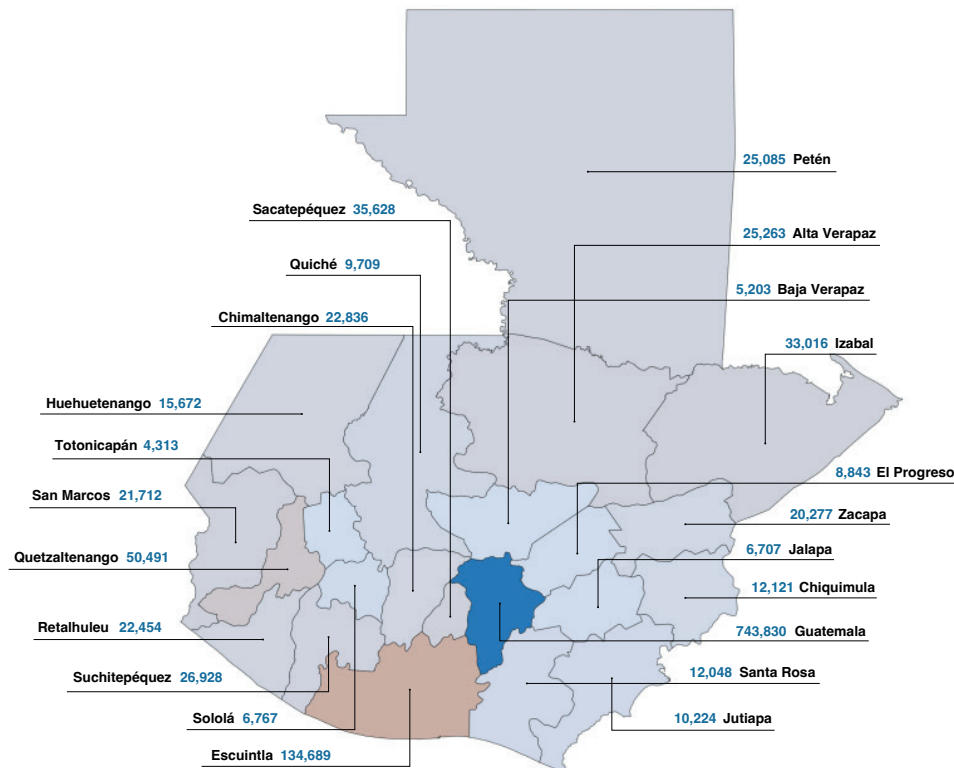 25,085 Petén
Sacatepéquez 35,628
25,263 Alta Verapaz
Quiché 9,709
5,203 Baja Verapaz
Chimaltenango 22,836
33,016 Izabal
Huehuetenango 15,672
Totonicapán 4,313
8,843 El Progreso
San Marcos 21,712
20,277 Zacapa
Quetzaltenango 50,491
6,707 Jalapa
12,121 Chiquimula
Retalhuleu 22,454
743,830 Guatemala
Suchitepéquez 26,928
12,048 Santa Rosa
Sololá 6,767
10,224 Jutiapa
Escuintla 134,689